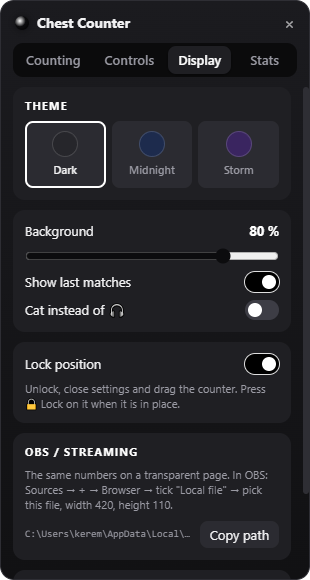 Chest Counter
×
Counting Controls Display Stats
THEME
Dark Midnight Storm
Background 80 %
Show last matches
Cat instead of 🎧
Lock position
Unlock, close settings and drag the counter. Press
🔒 Lock on it when it is in place.
OBS / STREAMING
The same numbers on a transparent page. In OBS:
Sources → + → Browser → tick "Local file" → pick
this file, width 420, height 110.
C:\Users\kerem\AppData\Local\… Copy path